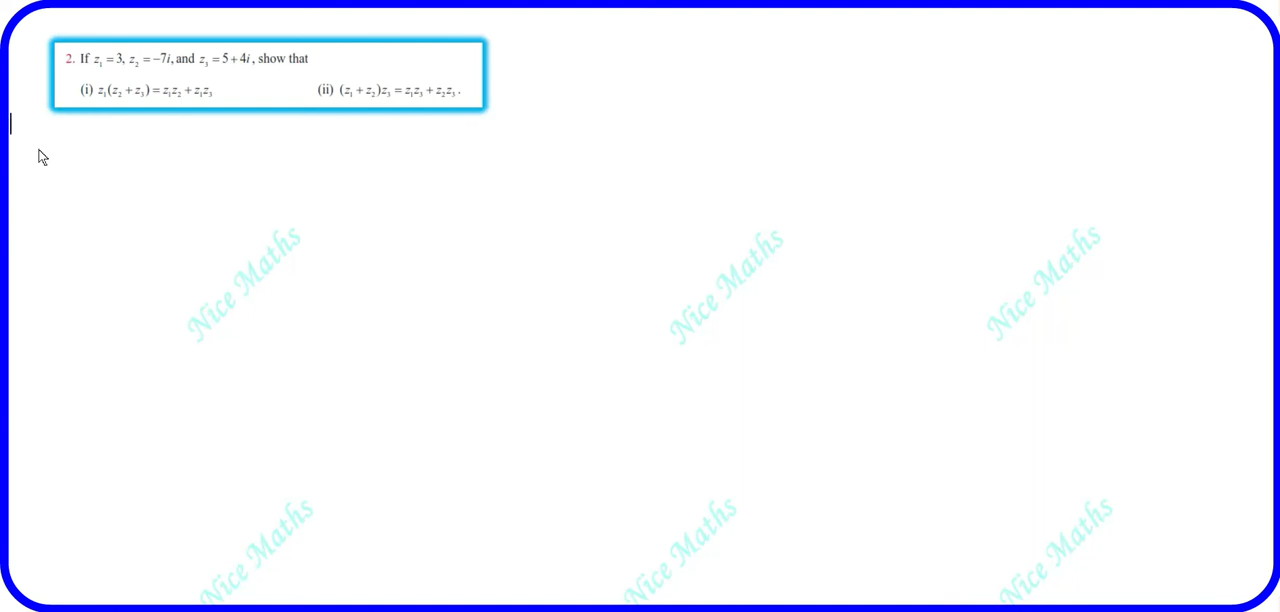 2. If z₁ = 3, z₂ = −7i, and z₃ = 5 + 4i, show that
(i) z₁(z₂ + z₃) = z₁z₂ + z₁z₃ (ii) (z₁ + z₂)z₃ = z₁z₃ + z₂z₃.
Nice Maths Nice Maths Nice Maths
Nice Maths Nice Maths Nice Maths